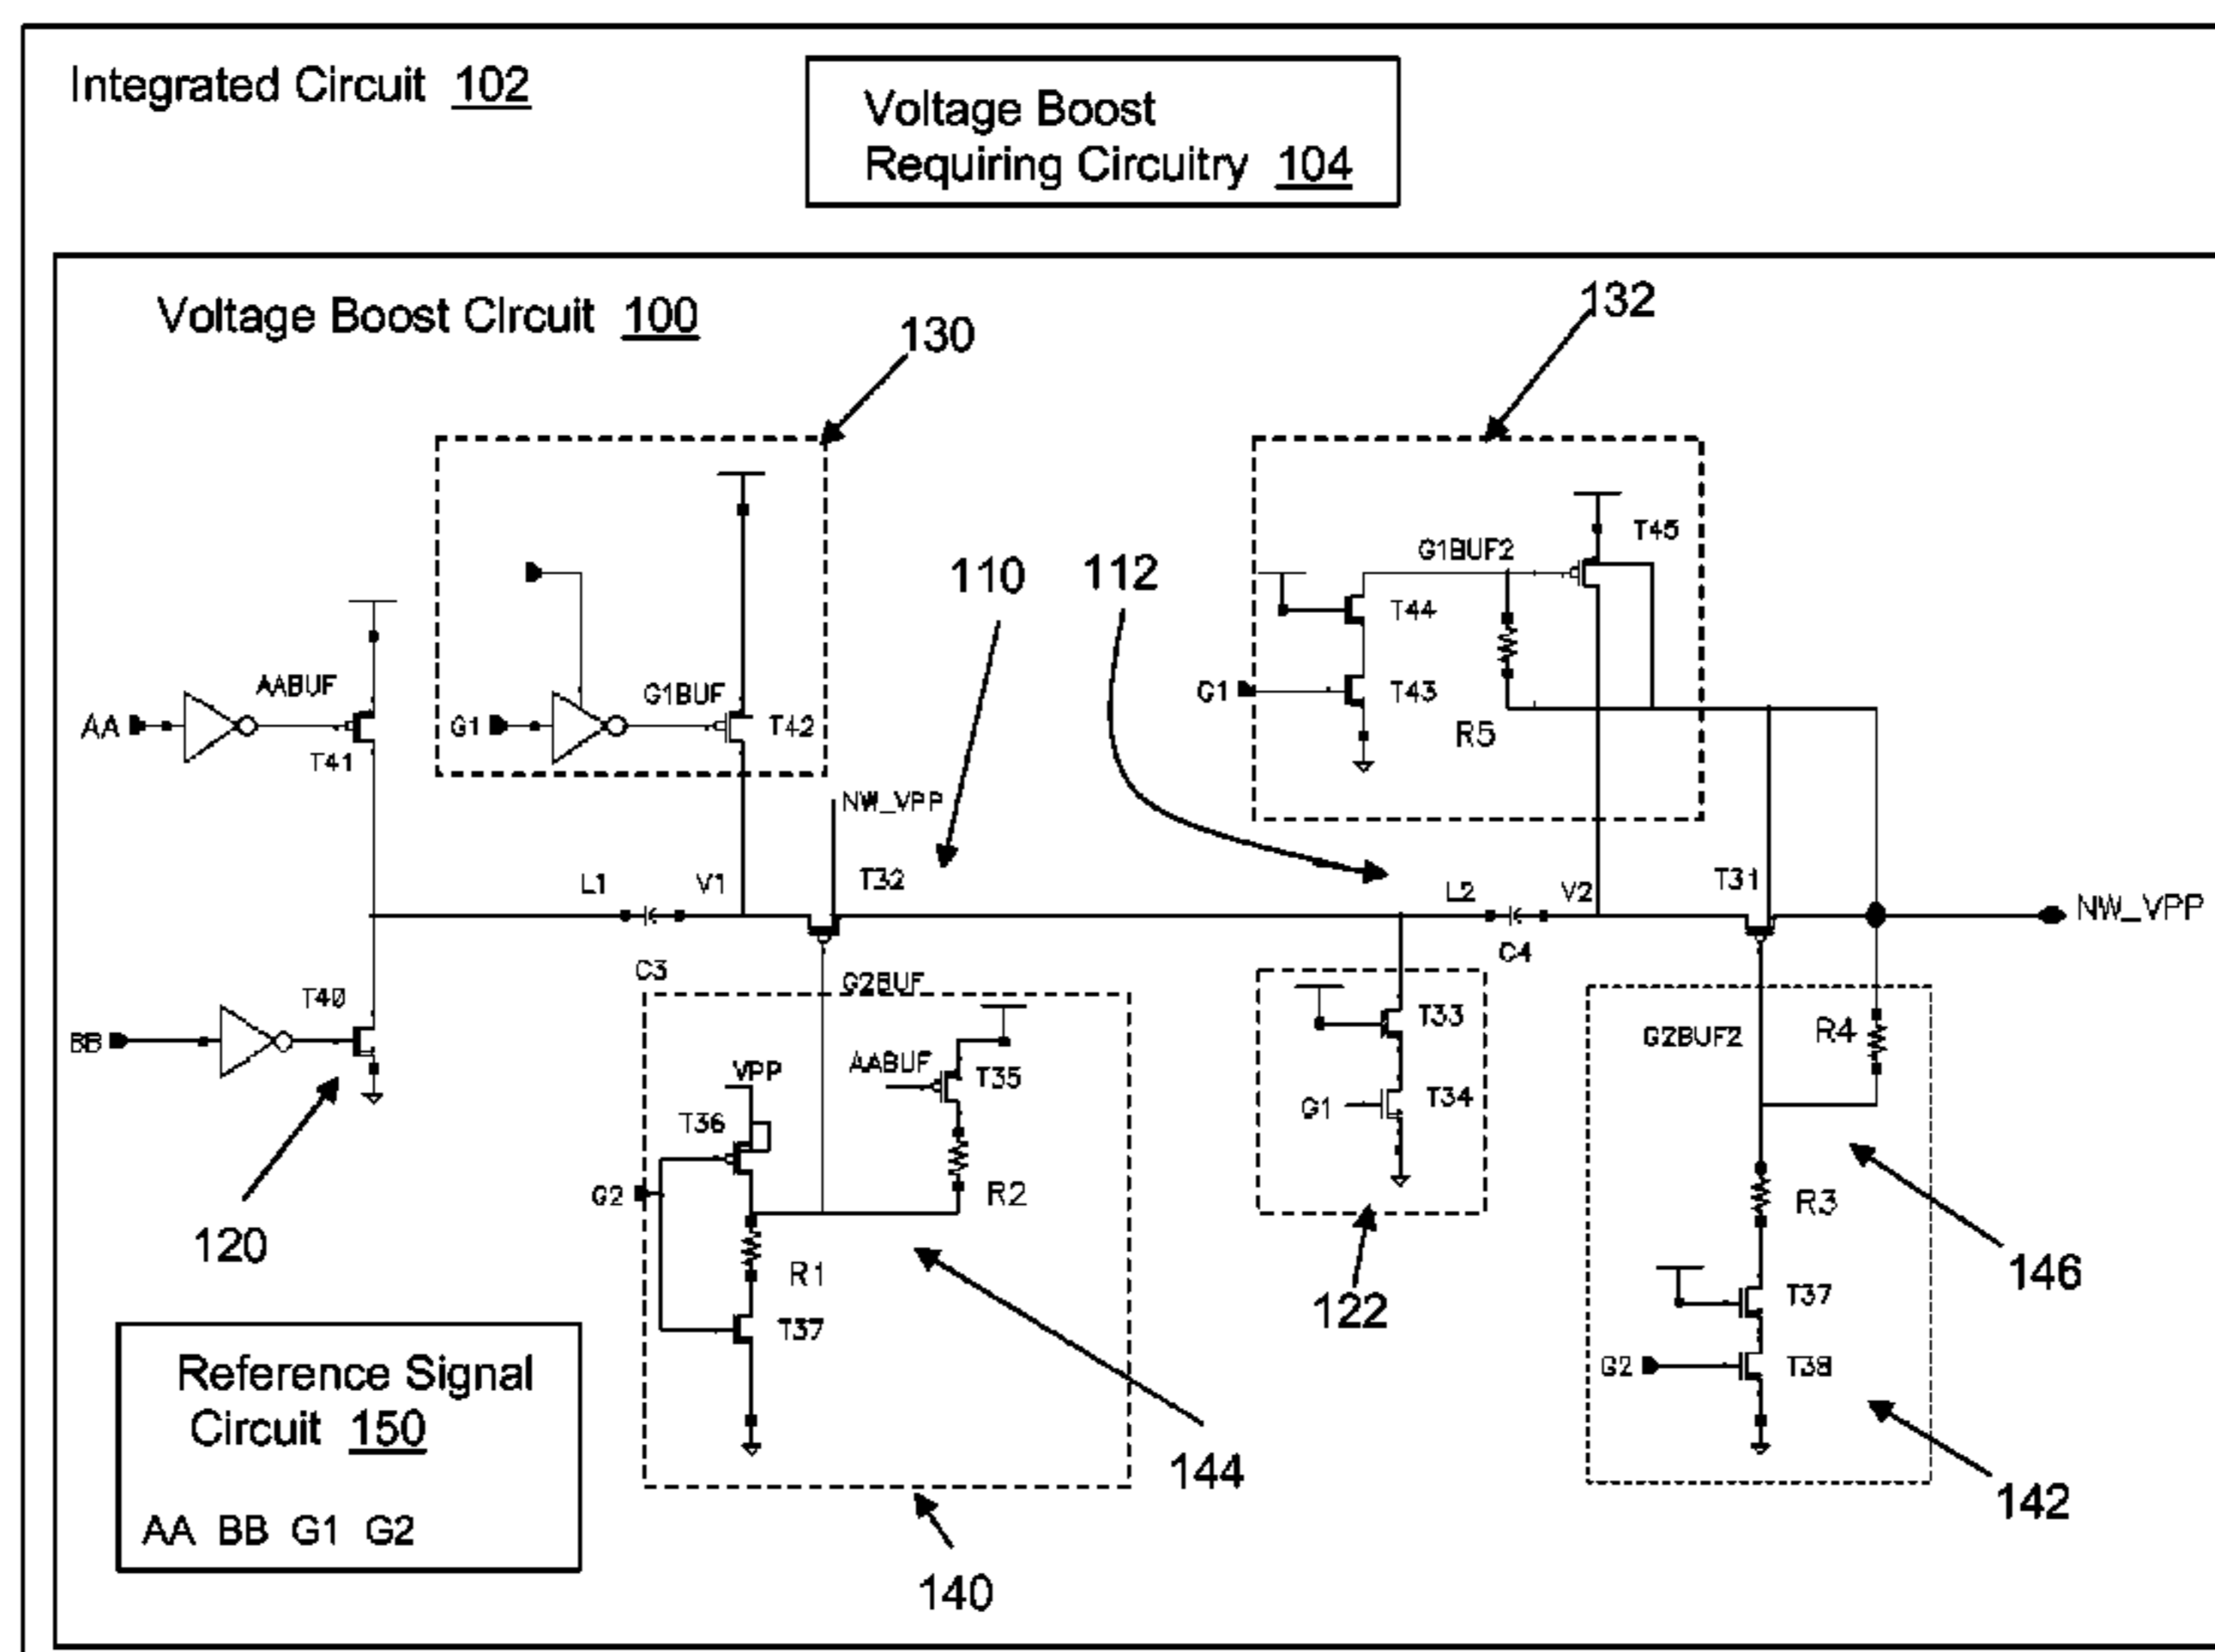 Integrated Circuit 102
Voltage Boost
Requiring Circuitry 104
Voltage Boost CIrcuit 100
130
132
110
112
T45
G1BUF2
T44
G1
T43
R5
AABUF
AA
T41
G1BUF
G1
T42
NW_VPP
L1
V1
T32
L2
V2
T31
NW_VPP
C3
C4
G2BUF
T40
BB
VPP
AABUF
T35
T36
G2
R2
R1
T37
T33
G1
T34
G2BUF2
R4
R3
T37
G2
T38
120
122
146
144
142
140
Reference Signal
Circuit 150
AA BB G1 G2